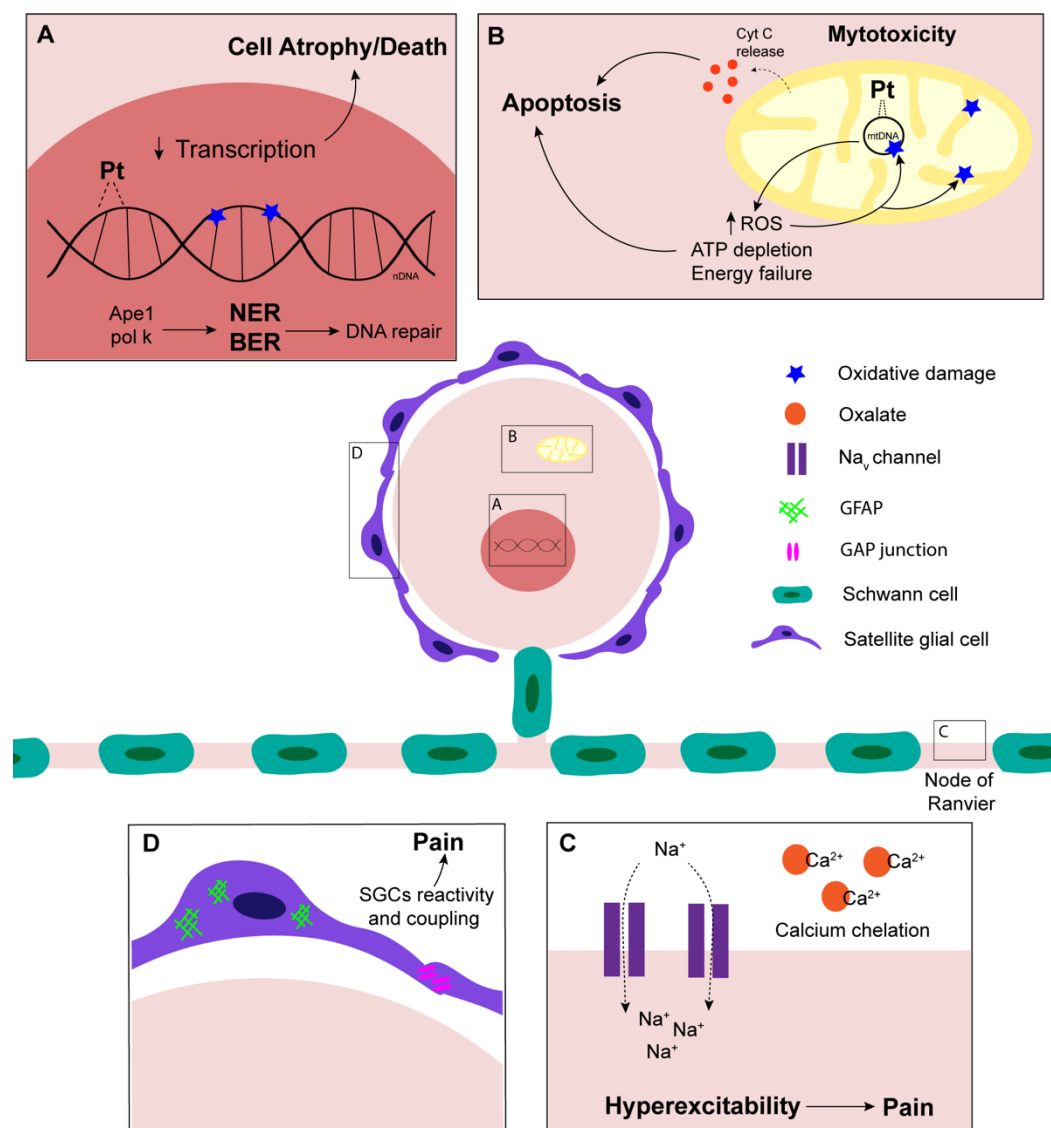 A
Cell Atrophy/Death
↓ Transcription
Pt
nDNA
Ape1
pol k
NER
BER
DNA repair
B
Cyt C
release
Mytotoxicity
Apoptosis
Pt
mtDNA
↑ ROS
ATP depletion
Energy failure
D
B
A
Oxidative damage
Oxalate
Naᵥ channel
GFAP
GAP junction
Schwann cell
Satellite glial cell
C
Node of
Ranvier
D
Pain
SGCs reactivity
and coupling
C
Na⁺
Ca²⁺
Ca²⁺
Ca²⁺
Calcium chelation
Na⁺
Na⁺
Na⁺
Hyperexcitability
Pain